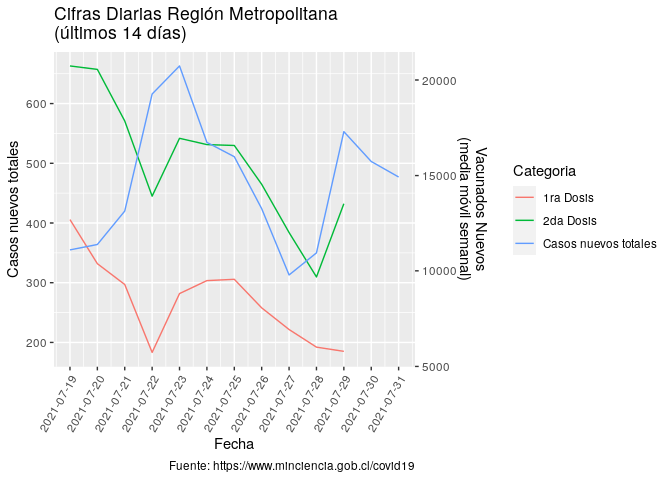 Cifras Diarias Región Metropolitana
(últimos 14 días)
Casos nuevos totales
600
500
400
300
200
20000
15000
10000
5000
Vacunados Nuevos
(media móvil semanal)
2021-07-19
2021-07-20
2021-07-21
2021-07-22
2021-07-23
2021-07-24
2021-07-25
2021-07-26
2021-07-27
2021-07-28
2021-07-29
2021-07-30
2021-07-31
Fecha
Categoria
1ra Dosis
2da Dosis
Casos nuevos totales
Fuente: https://www.minciencia.gob.cl/covid19